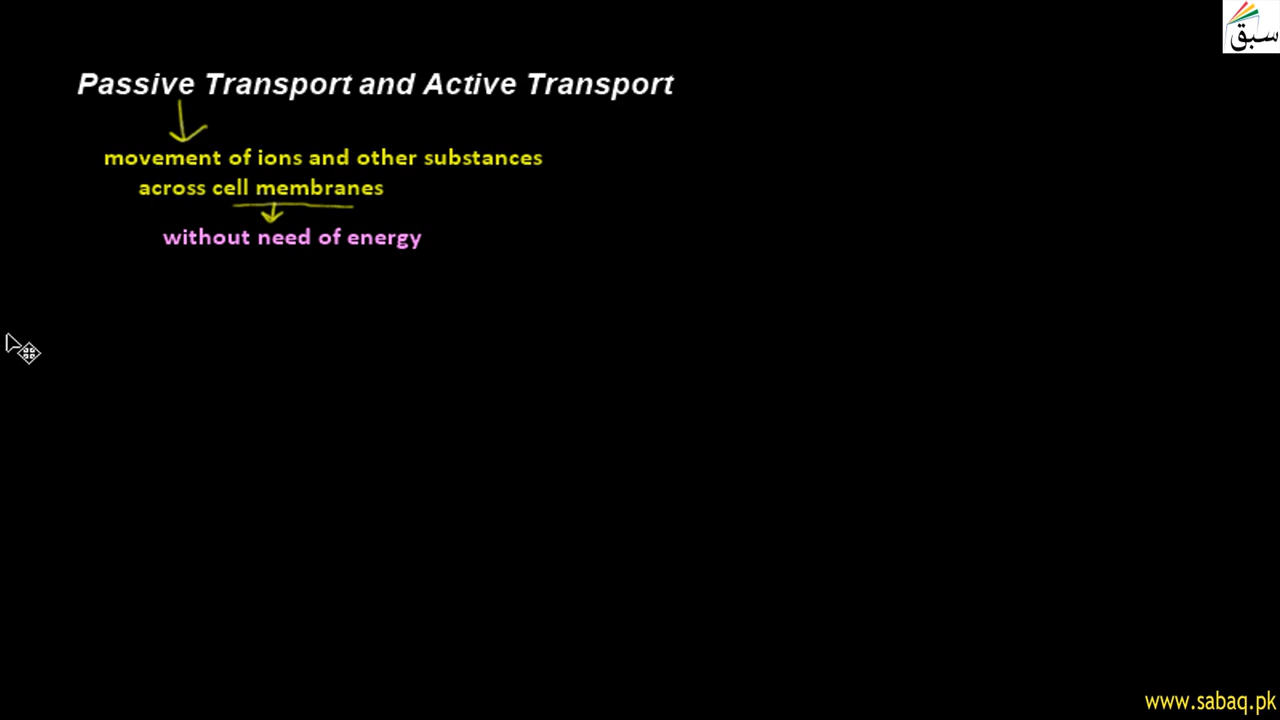 سبق
Passive Transport and Active Transport
movement of ions and other substances
across cell membranes
without need of energy
www.sabaq.pk